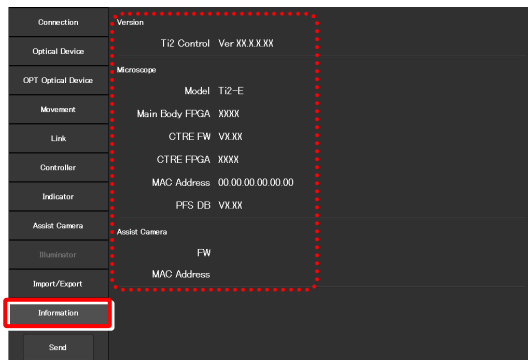 Connection
Optical Device
OPT Optical Device
Movement
Link
Controller
Indicator
Assist Camera
Illuminator
Import/Export
Information
Send
Version
Ti2 Control Ver XX.X.X.XX
Microscope
Model Ti2-E
Main Body FPGA XXXX
CTRE FW VX.XX
CTRE FPGA XXXX
MAC Address 00.00.00.00.00.00
PFS DB VX.XX
Assist Camera
FW
MAC Address